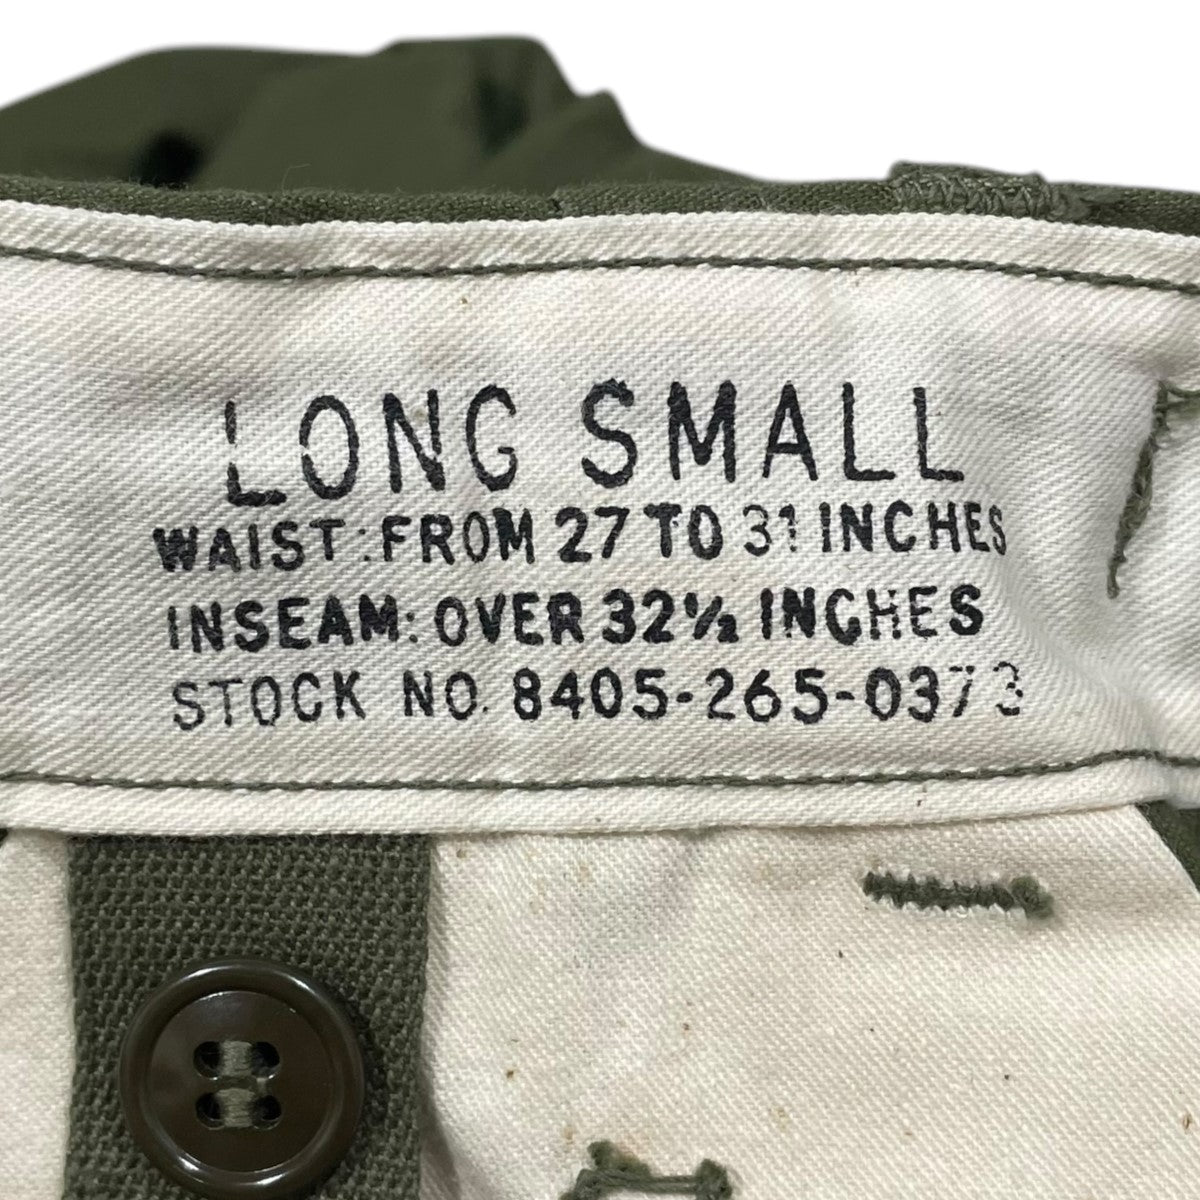 LONG SMALL
WAIST: FROM 27 TO 31 INCHES
INSEAM: OVER 32½ INCHES
STOCK NO. 8405-265-0373